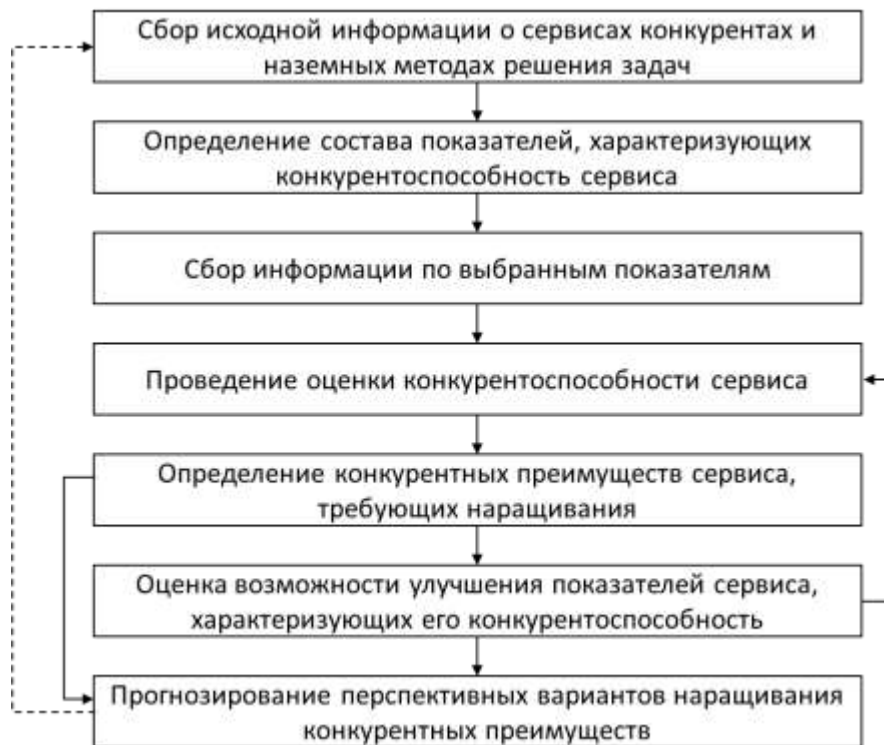 Сбор исходной информации о сервисах конкурентах и
наземных методах решения задач
Определение состава показателей, характеризующих
конкурентоспособность сервиса
Сбор информации по выбранным показателям
Проведение оценки конкурентоспособности сервиса
Определение конкурентных преимуществ сервиса,
требующих наращивания
Оценка возможности улучшения показателей сервиса,
характеризующих его конкурентоспособность
Прогнозирование перспективных вариантов наращивания
конкурентных преимуществ